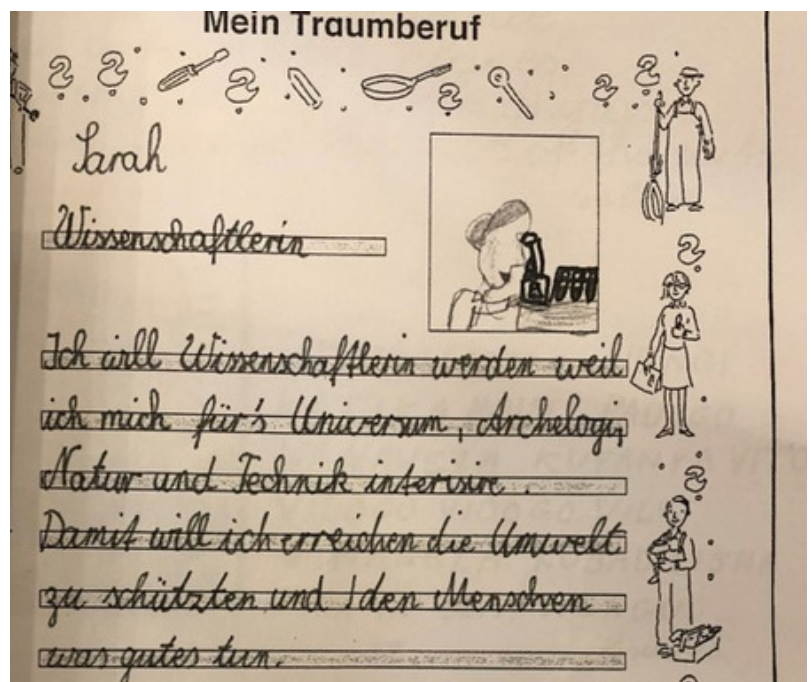 Mein Traumberuf
Sarah
Wissenschaftlerin
Ich will Wissenschaftlerin werden weil
ich mich für's Universum, Archelogi,
Natur und Technik interisire.
Damit will ich erreichen die Umwelt
zu schützten und den Menschen
was gutes tun.